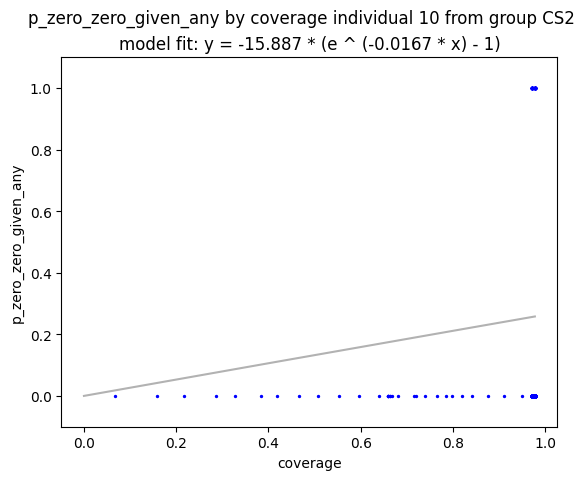 p_zero_zero_given_any by coverage individual 10 from group CS2
model fit: y = -15.887 * (e ^ (-0.0167 * x) - 1)
1.0
0.8
0.6
0.4
0.2
0.0
p_zero_zero_given_any
0.0 0.2 0.4 0.6 0.8 1.0
coverage